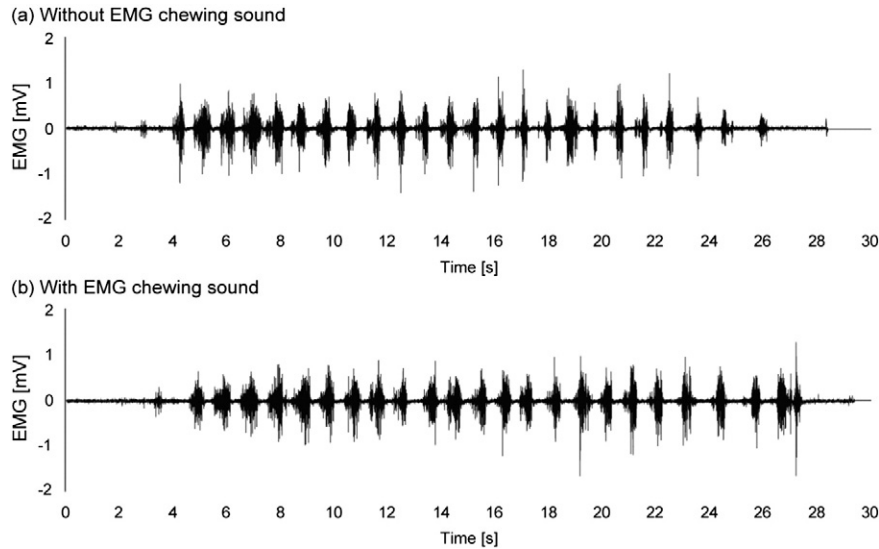 (a) Without EMG chewing sound
2
1
0
-1
-2
EMG [mV]
0 2 4 6 8 10 12 14 16 18 20 22 24 26 28 30
Time [s]
(b) With EMG chewing sound
2
1
0
-1
-2
EMG [mV]
0 2 4 6 8 10 12 14 16 18 20 22 24 26 28 30
Time [s]